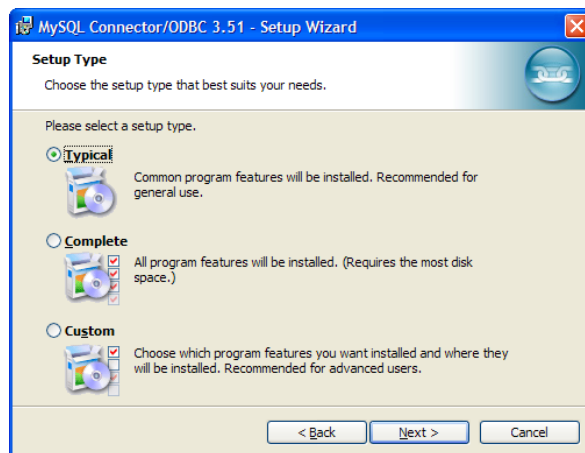 MySQL Connector/ODBC 3.51 - Setup Wizard
Setup Type
Choose the setup type that best suits your needs.
Please select a setup type.
Typical
Common program features will be installed. Recommended for
general use.
Complete
All program features will be installed. (Requires the most disk
space.)
Custom
Choose which program features you want installed and where they
will be installed. Recommended for advanced users.
< Back
Next >
Cancel